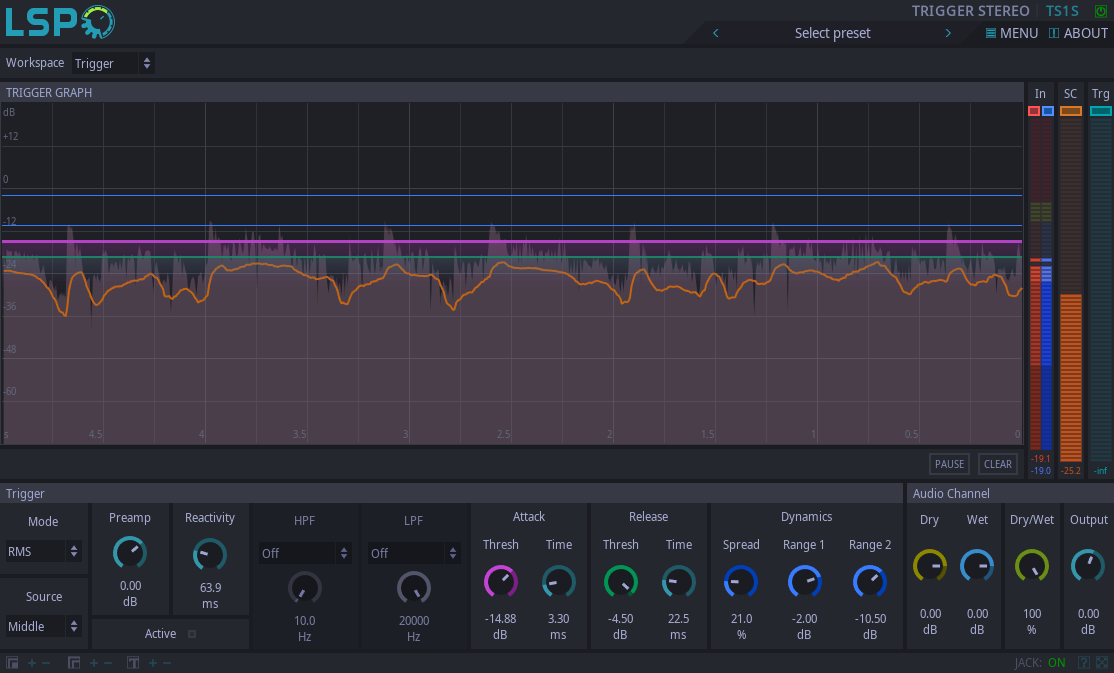 LSP
TRIGGER STEREO TS1S
Select preset
MENU ABOUT
Workspace Trigger
TRIGGER GRAPH
In SC Trg
dB
+12
0
-12
-24
-36
-48
-60
s 4.5 4 3.5 3 2.5 2 1.5 1 0.5 0
-19.1
-19.0 -25.2 -inf
PAUSE CLEAR
Trigger
Audio Channel
Mode
RMS
Source
Middle
Preamp
0.00
dB
Reactivity
63.9
ms
Active
HPF
Off
10.0
Hz
LPF
Off
20000
Hz
Attack
Thresh Time
-14.88 3.30
dB ms
Release
Thresh Time
-4.50 22.5
dB ms
Dynamics
Spread Range 1 Range 2
21.0 -2.00 -10.50
% dB dB
Dry Wet Dry/Wet Output
0.00 0.00 100 0.00
dB dB % dB
JACK: ON ?